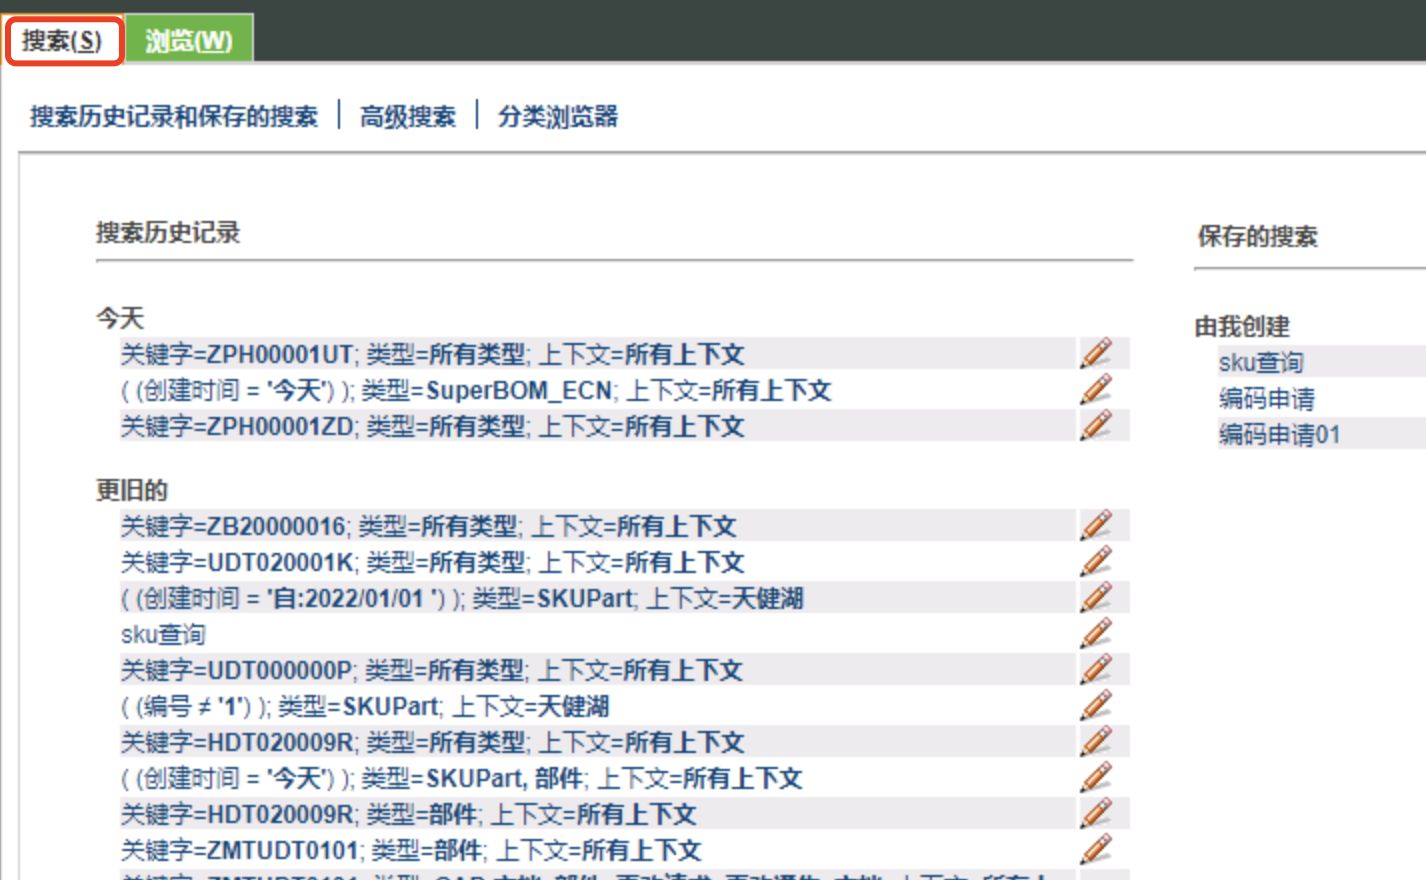 搜索(S) 浏览(W)
搜索历史记录和保存的搜索 | 高级搜索 | 分类浏览器
搜索历史记录
今天
关键字=ZPH00001UT; 类型=所有类型; 上下文=所有上下文
( (创建时间 = '今天') ); 类型=SuperBOM_ECN; 上下文=所有上下文
关键字=ZPH00001ZD; 类型=所有类型; 上下文=所有上下文
更旧的
关键字=ZB20000016; 类型=所有类型; 上下文=所有上下文
关键字=UDT020001K; 类型=所有类型; 上下文=所有上下文
( (创建时间 = '自:2022/01/01 ') ); 类型=SKUPart; 上下文=天健湖
sku查询
关键字=UDT000000P; 类型=所有类型; 上下文=所有上下文
( (编号 ≠ '1') ); 类型=SKUPart; 上下文=天健湖
关键字=HDT020009R; 类型=所有类型; 上下文=所有上下文
( (创建时间 = '今天') ); 类型=SKUPart, 部件; 上下文=所有上下文
关键字=HDT020009R; 类型=部件; 上下文=所有上下文
关键字=ZMTUDT0101; 类型=部件; 上下文=所有上下文
保存的搜索
由我创建
sku查询
编码申请
编码申请01